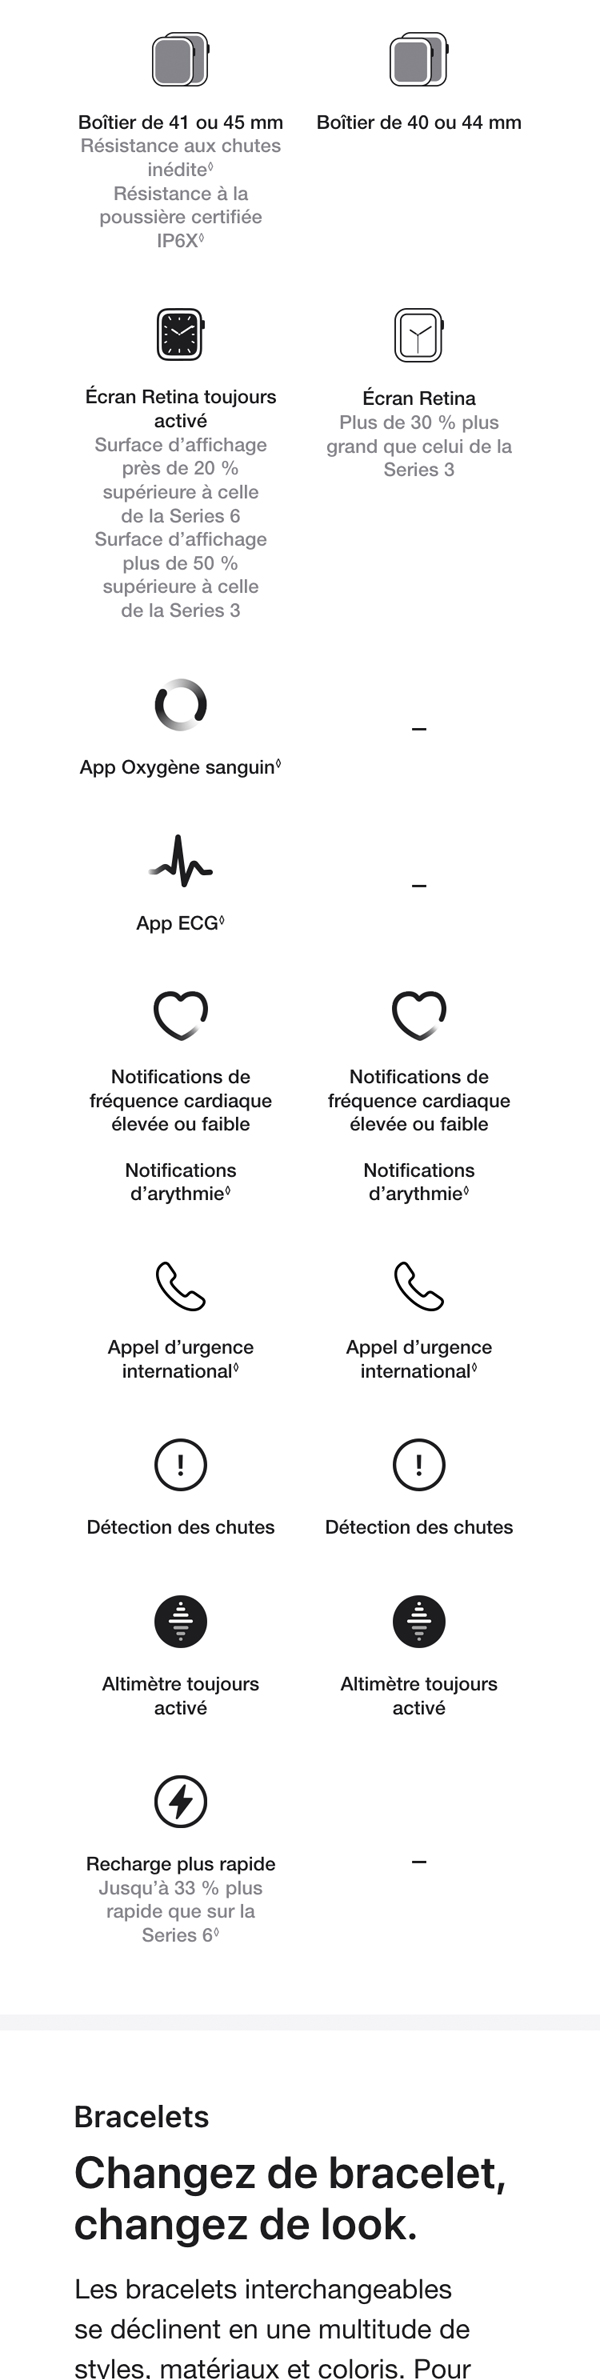 Boîtier de 41 ou 45 mm
Résistance aux chutes
inédite◊
Résistance à la
poussière certifiée
IP6X◊
Boîtier de 40 ou 44 mm
Écran Retina toujours
activé
Surface d’affichage
près de 20 %
supérieure à celle
de la Series 6
Surface d’affichage
plus de 50 %
supérieure à celle
de la Series 3
Écran Retina
Plus de 30 % plus
grand que celui de la
Series 3
App Oxygène sanguin◊
–
App ECG◊
–
Notifications de
fréquence cardiaque
élevée ou faible
Notifications
d’arythmie◊
Notifications de
fréquence cardiaque
élevée ou faible
Notifications
d’arythmie◊
Appel d’urgence
international◊
Appel d’urgence
international◊
Détection des chutes
Détection des chutes
Altimètre toujours
activé
Altimètre toujours
activé
Recharge plus rapide
Jusqu’à 33 % plus
rapide que sur la
Series 6◊
–
Bracelets
Changez de bracelet,
changez de look.
Les bracelets interchangeables
se déclinent en une multitude de
styles, matériaux et coloris. Pour